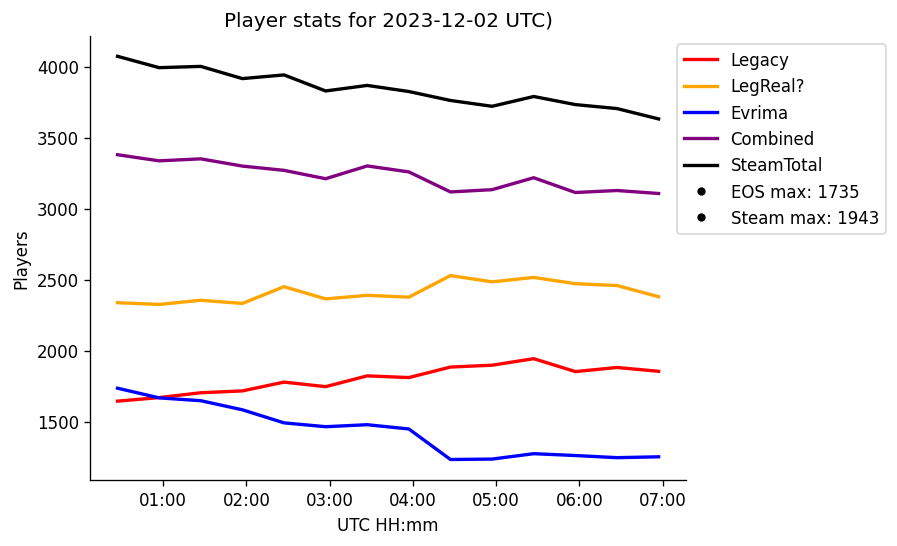 Player stats for 2023-12-02 UTC)
Legacy
LegReal?
Evrima
Combined
SteamTotal
EOS max: 1735
Steam max: 1943
Players
4000
3500
3000
2500
2000
1500
01:00 02:00 03:00 04:00 05:00 06:00 07:00
UTC HH:mm